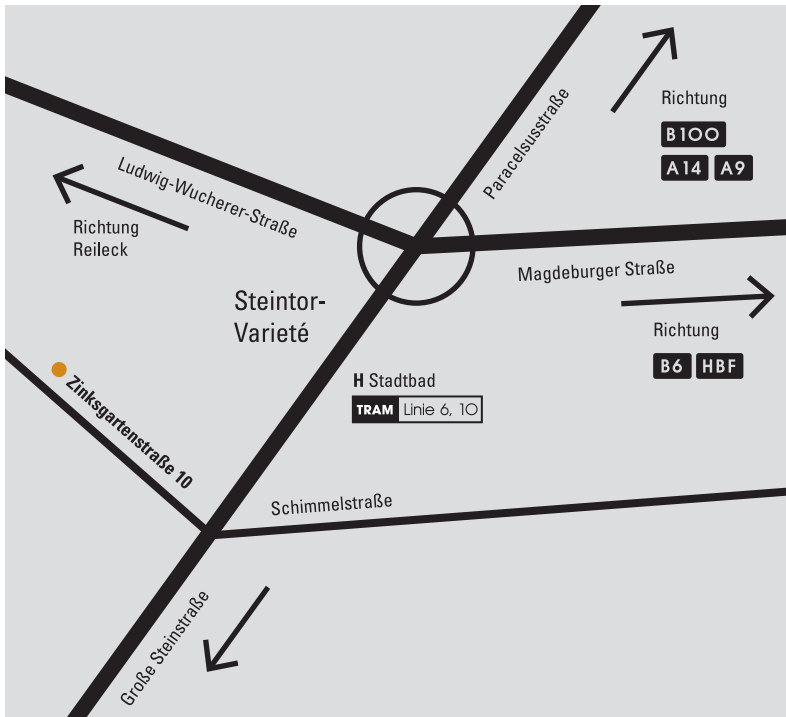 Paracelsusstraße
Richtung
B100
A14 A9
Ludwig-Wucherer-Straße
Richtung
Reileck
Magdeburger Straße
Steintor-
Varieté
Richtung
B6 HBF
Zinksgartenstraße 10
H Stadtbad
TRAM Linie 6, 10
Schimmelstraße
Große Steinstraße